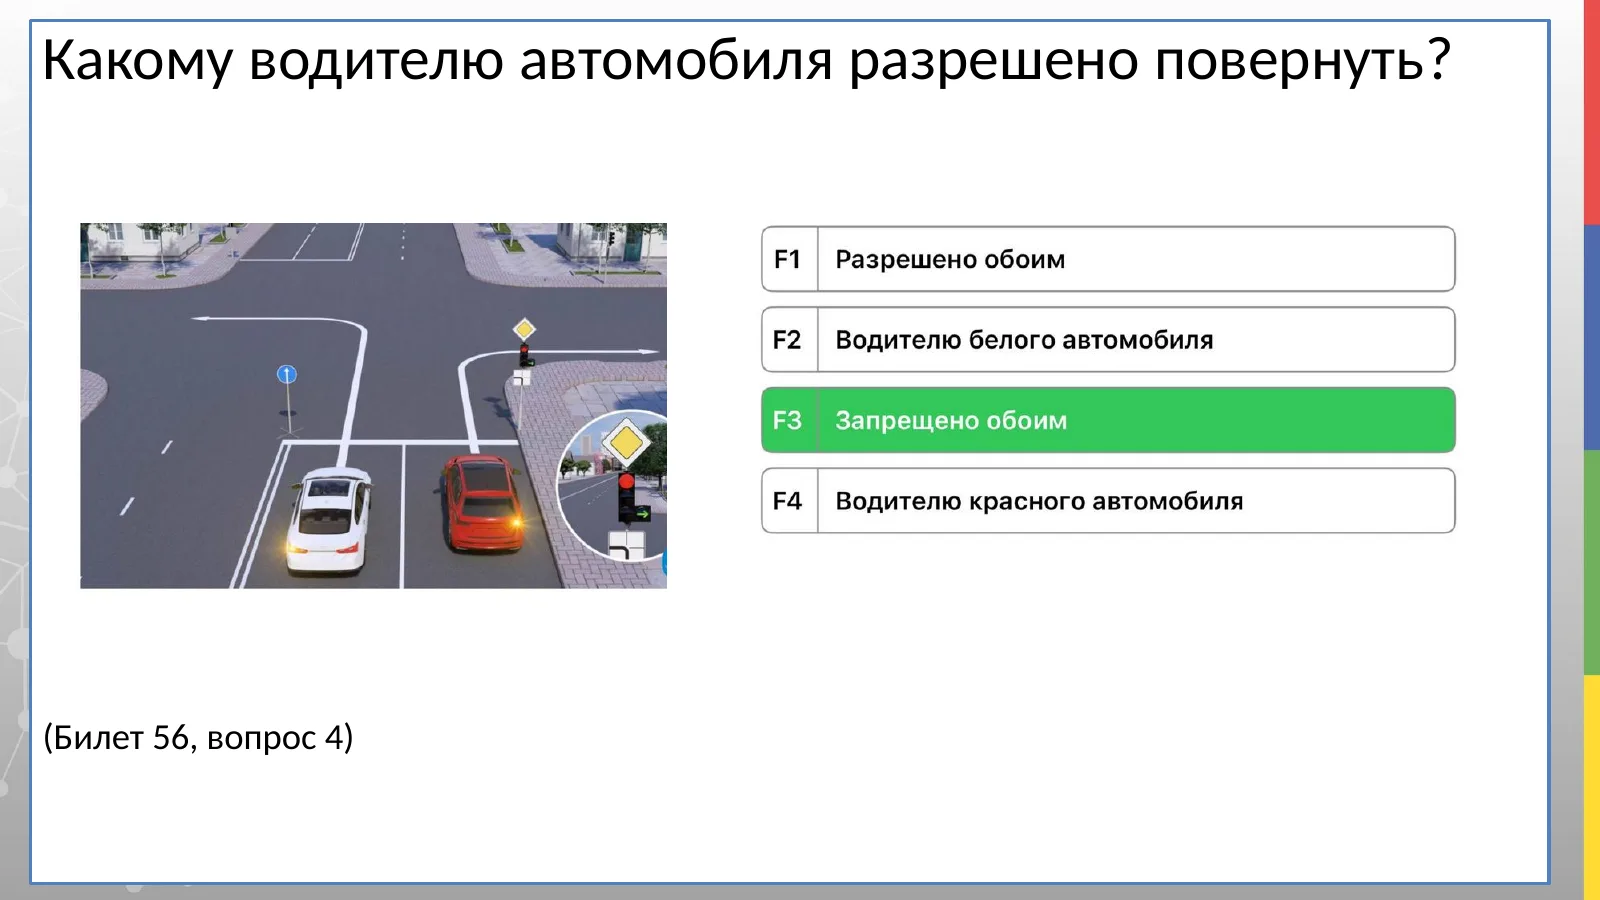 Какому водителю автомобиля разрешено повернуть?
F1 Разрешено обоим
F2 Водителю белого автомобиля
F3 Запрещено обоим
F4 Водителю красного автомобиля
(Билет 56, вопрос 4)